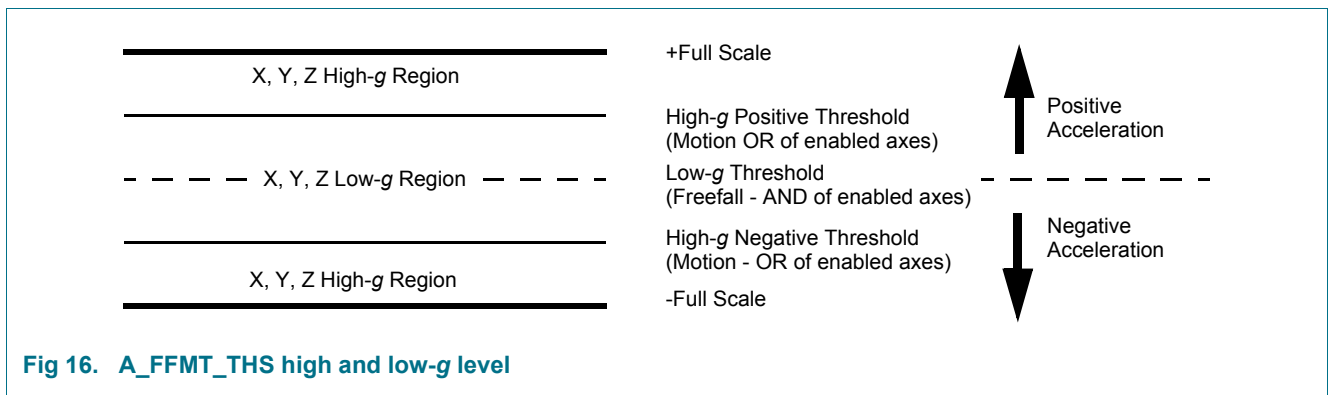 +Full Scale
X, Y, Z High-g Region
High-g Positive Threshold
(Motion OR of enabled axes)
Positive
Acceleration
X, Y, Z Low-g Region
Low-g Threshold
(Freefall - AND of enabled axes)
High-g Negative Threshold
(Motion - OR of enabled axes)
Negative
Acceleration
X, Y, Z High-g Region
-Full Scale
Fig 16. A_FFMT_THS high and low-g level